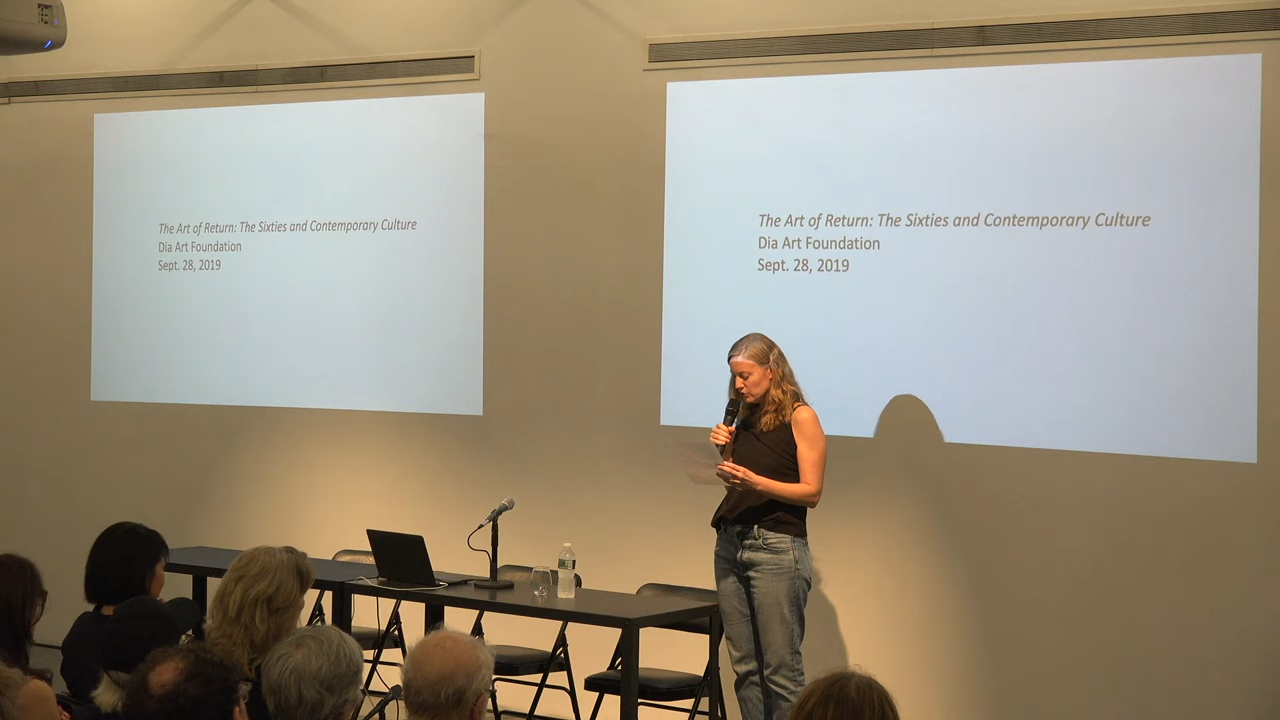 The Art of Return: The Sixties and Contemporary Culture
Dia Art Foundation
Sept. 28, 2019
The Art of Return: The Sixties and Contemporary Culture
Dia Art Foundation
Sept. 28, 2019